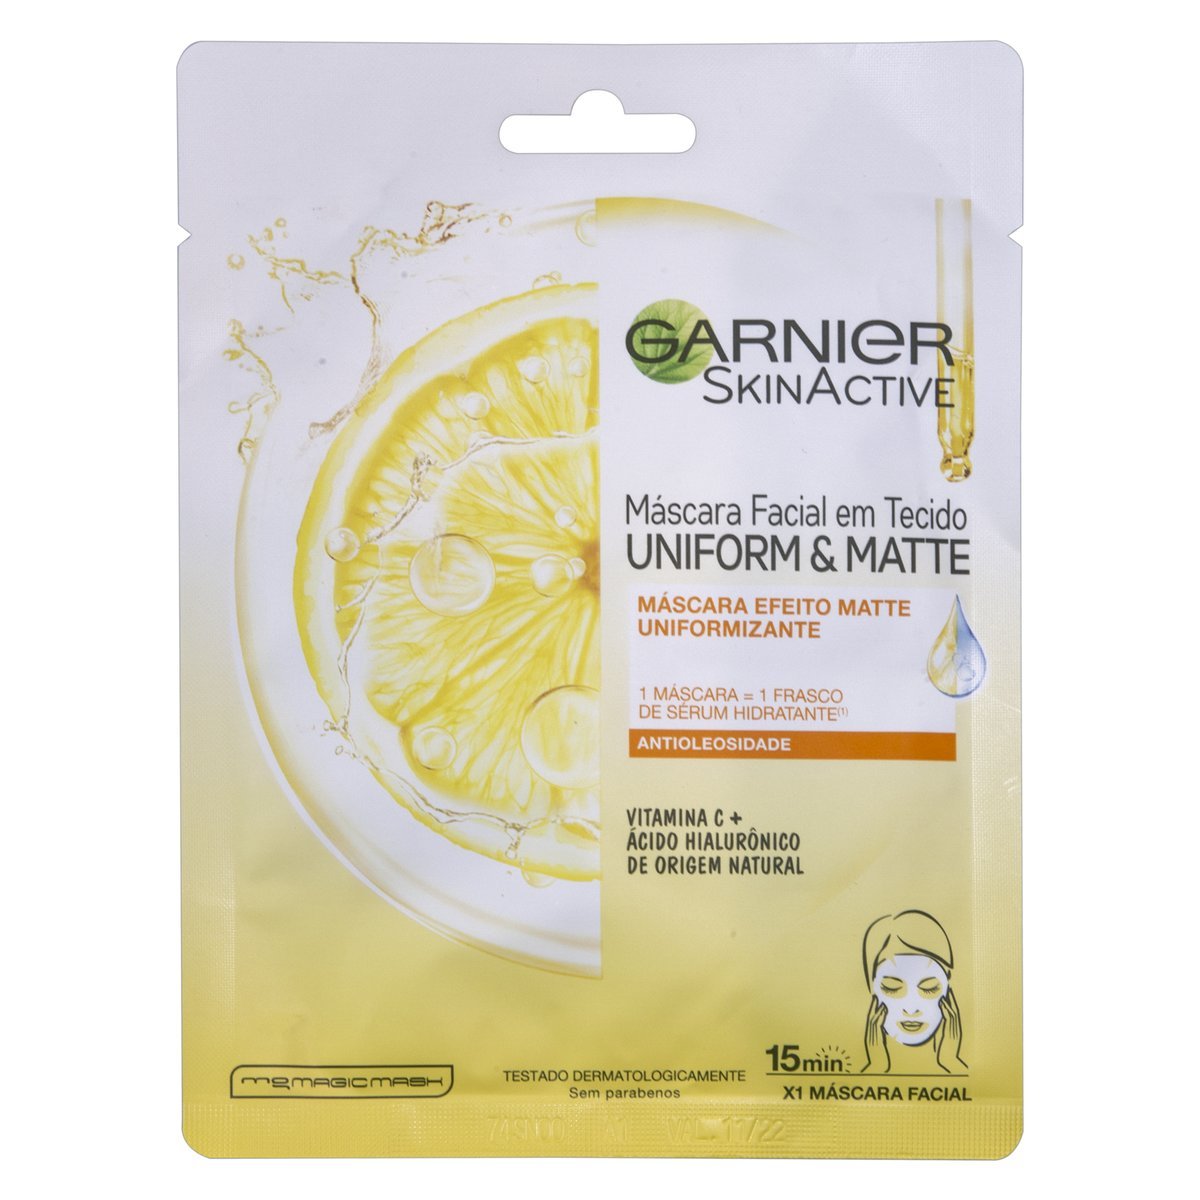 GARNIER
SKINACTIVE
Máscara Facial em Tecido
UNIFORM & MATTE
MÁSCARA EFEITO MATTE
UNIFORMIZANTE
1 MÁSCARA = 1 FRASCO
DE SÉRUM HIDRATANTE(1)
ANTIOLEOSIDADE
VITAMINA C +
ÁCIDO HIALURÔNICO
DE ORIGEM NATURAL
15min
X1 MÁSCARA FACIAL
MAGIC MASK
TESTADO DERMATOLOGICAMENTE
Sem parabenos
A1 VAL. 11/22